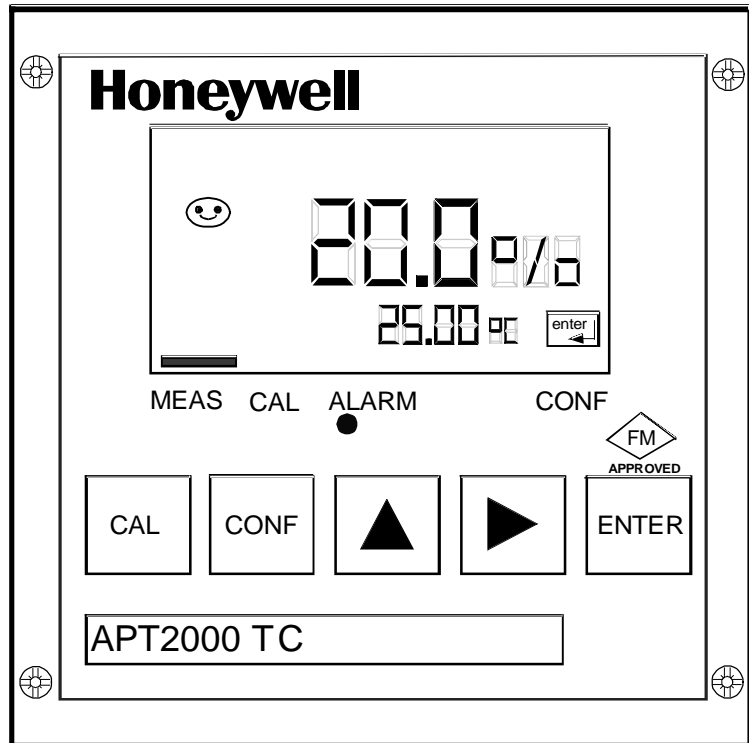 Honeywell
20.0%
25.00 °C
enter
MEAS CAL ALARM CONF
FM
APPROVED
CAL CONF ENTER
APT2000 TC